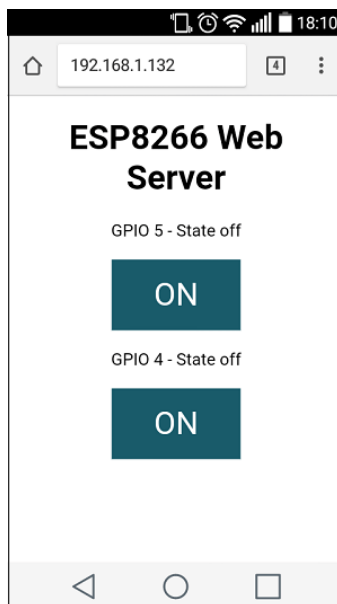 18:10
192.168.1.132
4
ESP8266 Web
Server
GPIO 5 - State off
ON
GPIO 4 - State off
ON